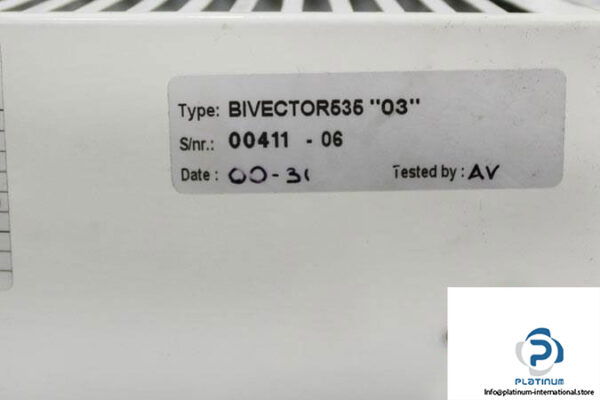 Type: BIVECTOR535 "03"
S/nr.: 00411 - 06
Date: 00-31 Tested by: AV
PLATINUM
Info@platinum-international.store